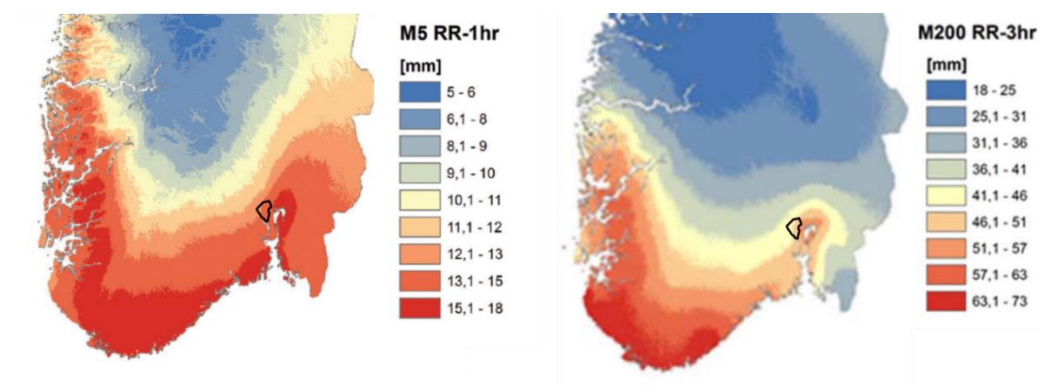 M5 RR-1hr
[mm]
5 - 6
6,1 - 8
8,1 - 9
9,1 - 10
10,1 - 11
11,1 - 12
12,1 - 13
13,1 - 15
15,1 - 18
M200 RR-3hr
[mm]
18 - 25
25,1 - 31
31,1 - 36
36,1 - 41
41,1 - 46
46,1 - 51
51,1 - 57
57,1 - 63
63,1 - 73